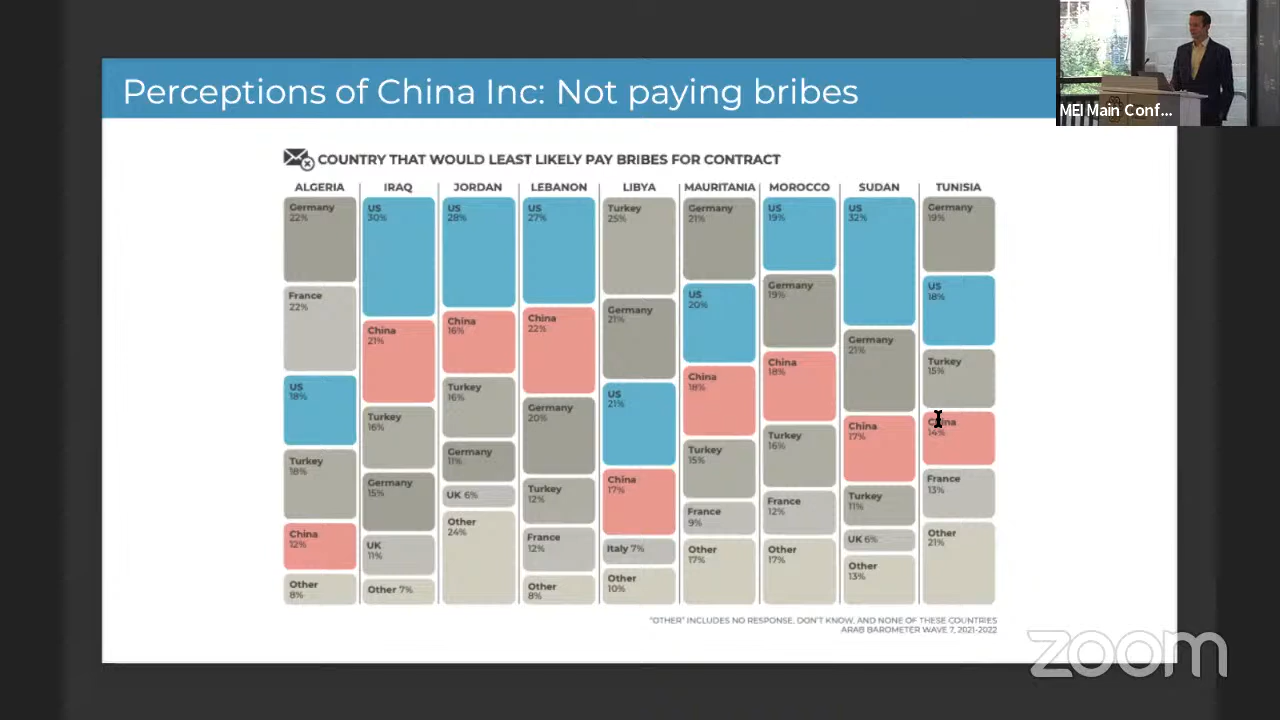 Perceptions of China Inc: Not paying bribes
MEI Main Conf...
COUNTRY THAT WOULD LEAST LIKELY PAY BRIBES FOR CONTRACT
ALGERIA
Germany
22%
France
22%
US
18%
Turkey
18%
China
12%
Other
8%
IRAQ
US
30%
China
21%
Turkey
16%
Germany
15%
UK
11%
Other 7%
JORDAN
US
28%
China
16%
Turkey
16%
Germany
11%
UK 6%
Other
24%
LEBANON
US
27%
China
22%
Germany
20%
Turkey
12%
France
12%
Other
8%
LIBYA
Turkey
25%
Germany
21%
US
21%
China
17%
Italy 7%
Other
10%
MAURITANIA
Germany
21%
US
20%
China
18%
Turkey
15%
France
9%
Other
17%
MOROCCO
US
19%
Germany
19%
China
18%
Turkey
16%
France
12%
Other
17%
SUDAN
US
32%
Germany
21%
China
17%
Turkey
11%
UK 6%
Other
13%
TUNISIA
Germany
19%
US
18%
Turkey
15%
China
14%
France
13%
Other
21%
"OTHER" INCLUDES NO RESPONSE, DON'T KNOW, AND NONE OF THESE COUNTRIES
ARAB BAROMETER WAVE 7, 2021-2022
zoom